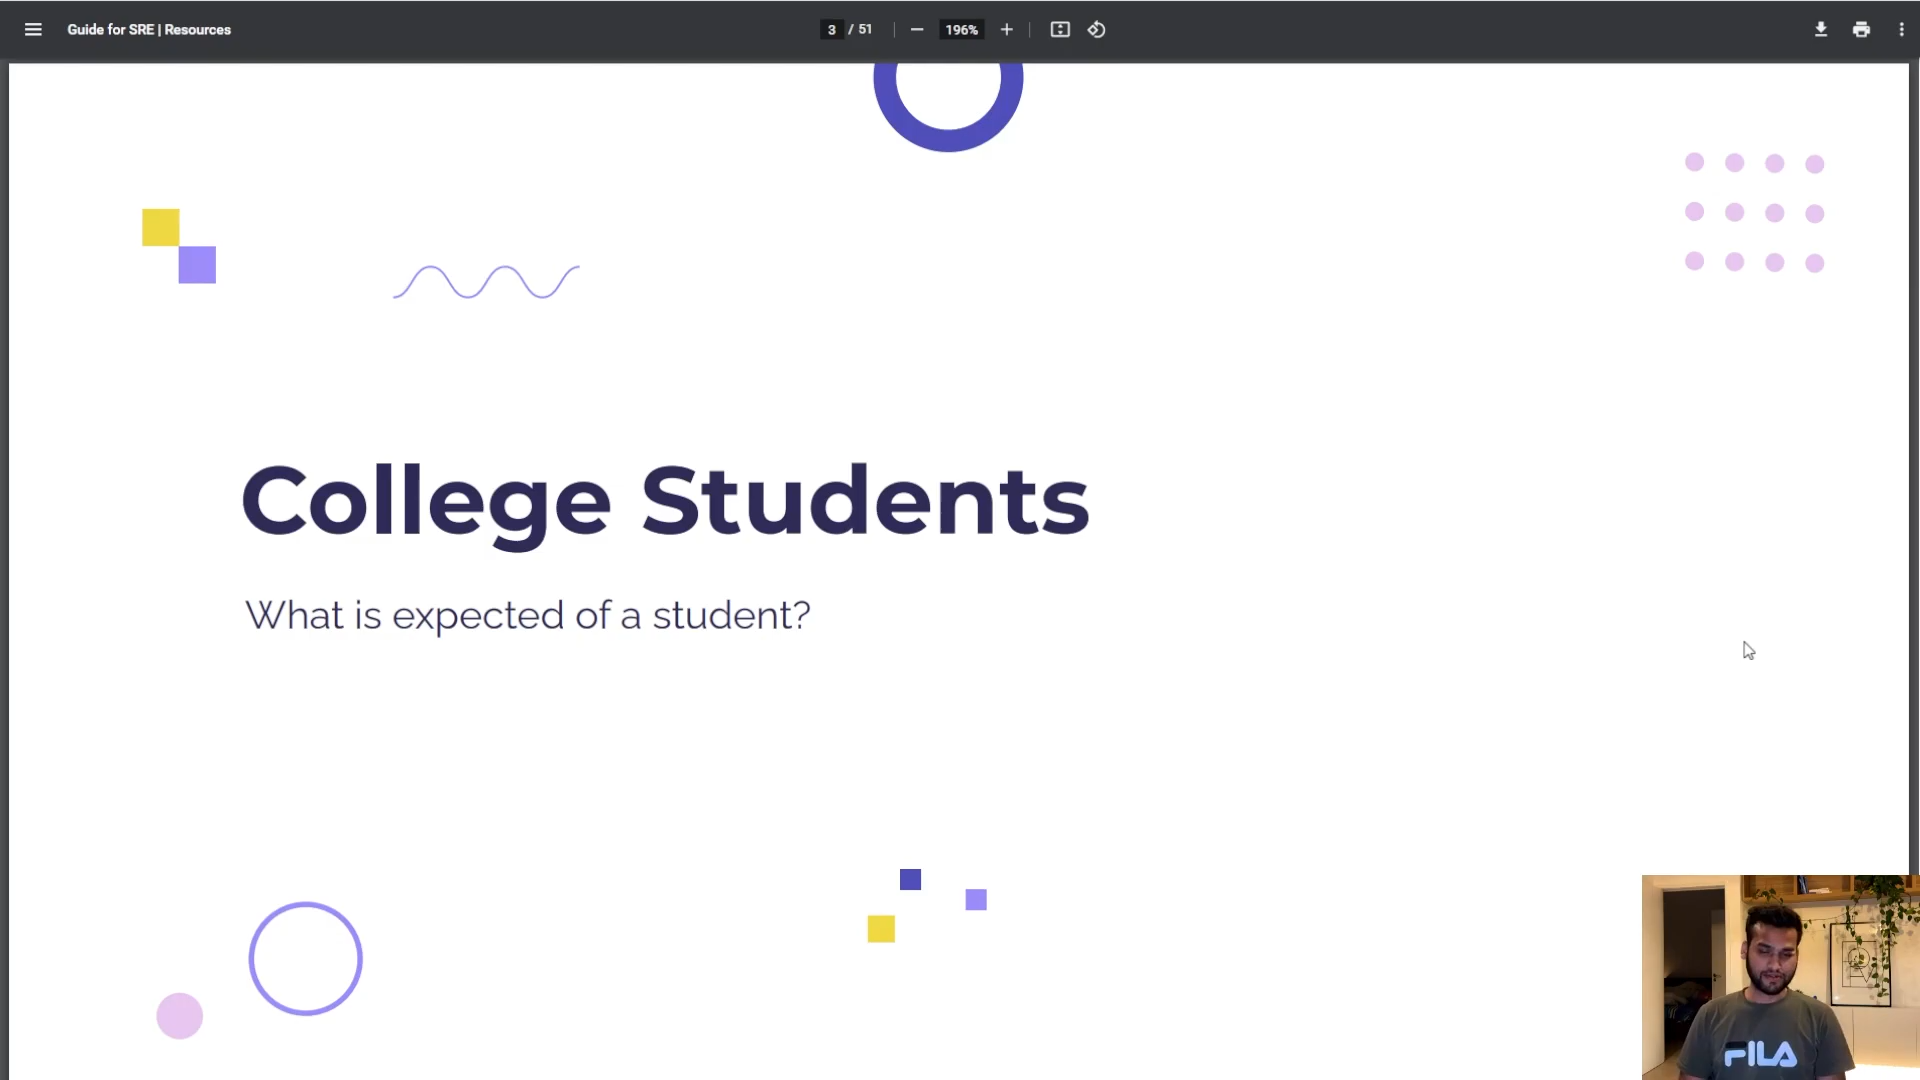 Guide for SRE | Resources
3 / 51
196%
College Students
What is expected of a student?
FILA